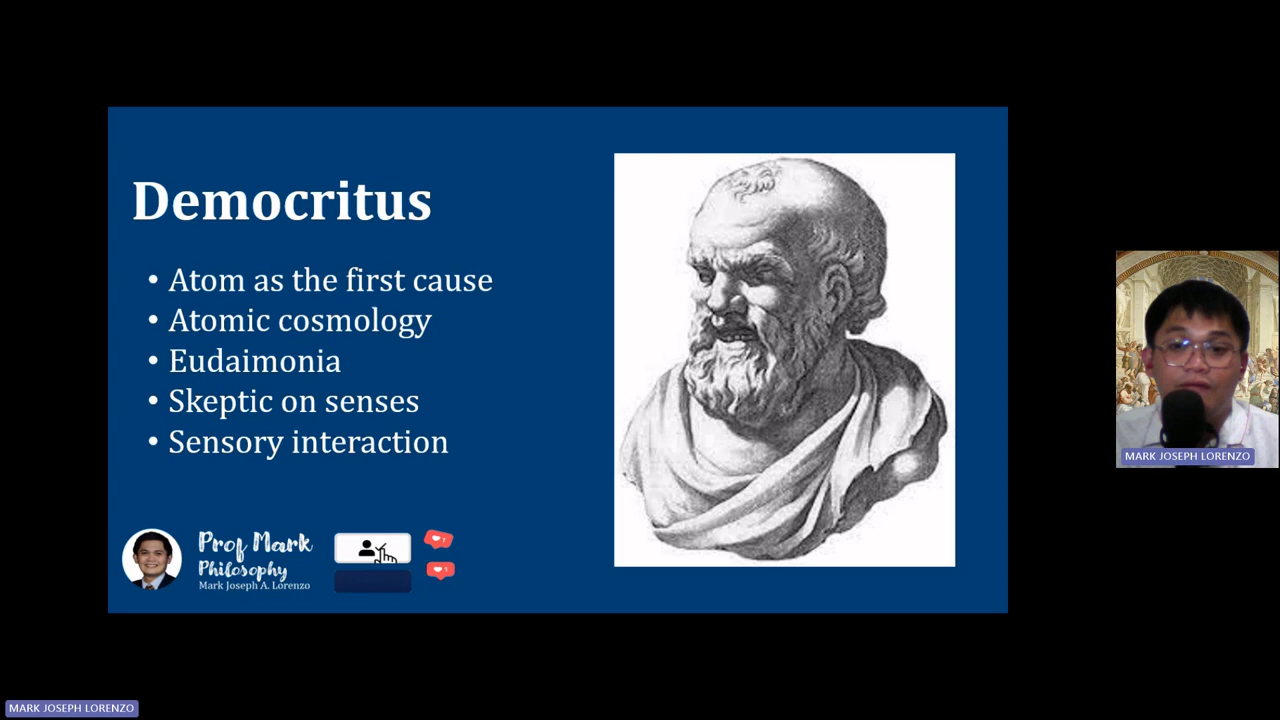 Democritus
• Atom as the first cause
• Atomic cosmology
• Eudaimonia
• Skeptic on senses
• Sensory interaction
Prof Mark
Philosophy
Mark Joseph A. Lorenzo
MARK JOSEPH LORENZO
MARK JOSEPH LORENZO